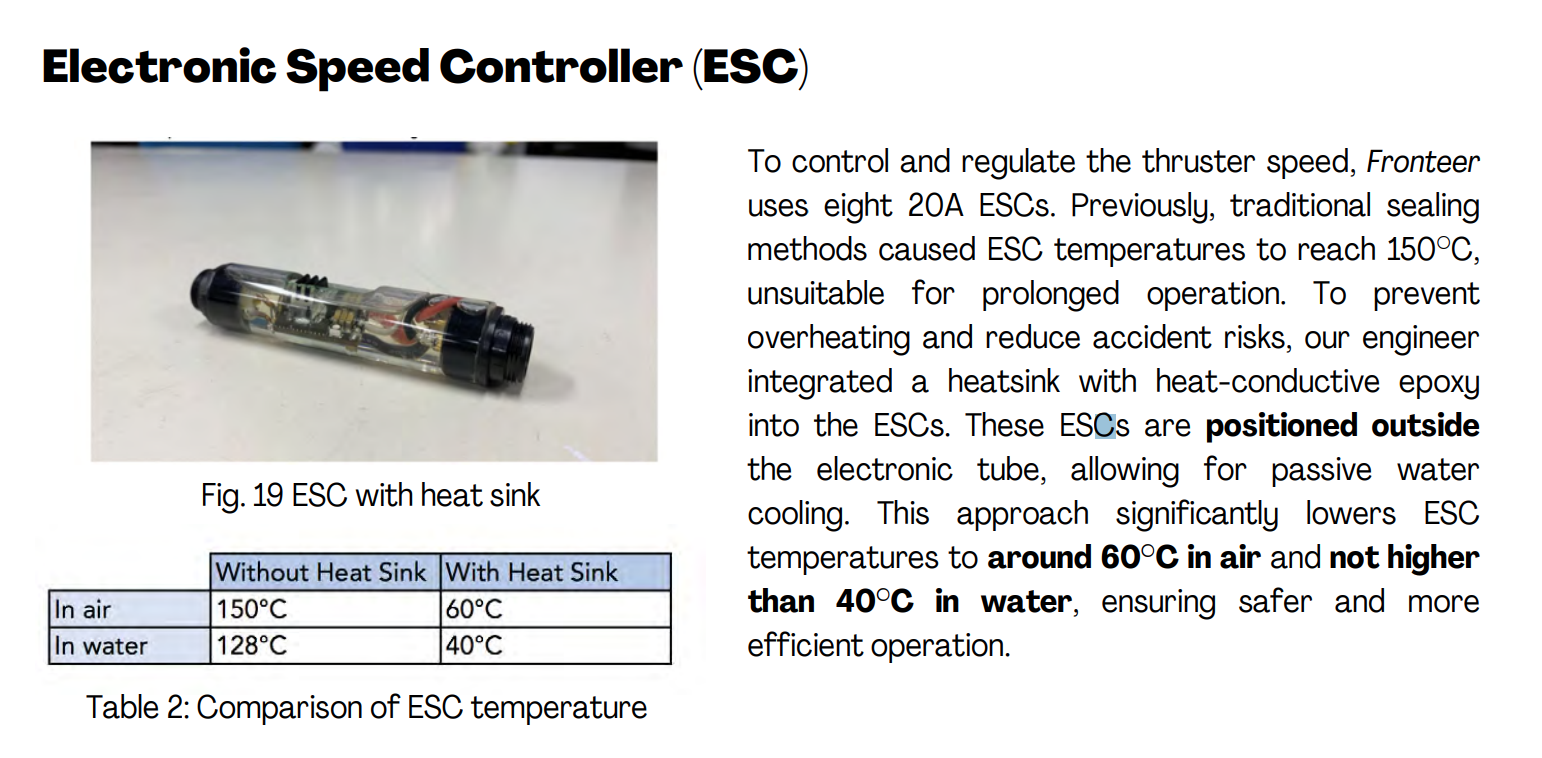 Electronic Speed Controller (ESC)
Fig. 19 ESC with heat sink
Without Heat Sink With Heat Sink
In air 150°C 60°C
In water 128°C 40°C
Table 2: Comparison of ESC temperature
To control and regulate the thruster speed, Fronteer
uses eight 20A ESCs. Previously, traditional sealing
methods caused ESC temperatures to reach 150°C,
unsuitable for prolonged operation. To prevent
overheating and reduce accident risks, our engineer
integrated a heatsink with heat-conductive epoxy
into the ESCs. These ESCs are positioned outside
the electronic tube, allowing for passive water
cooling. This approach significantly lowers ESC
temperatures to around 60°C in air and not higher
than 40°C in water, ensuring safer and more
efficient operation.